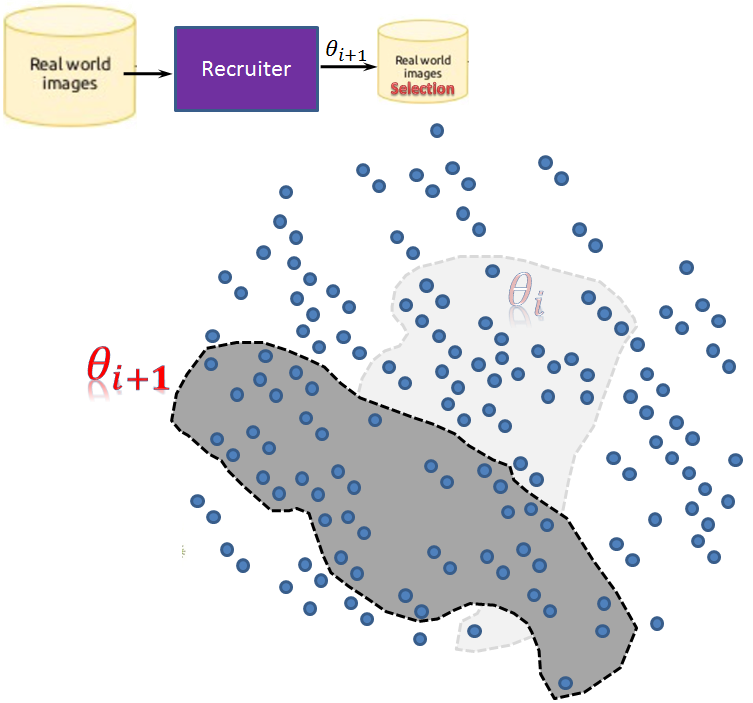 Real world
images
Recruiter
θi+1
Real world
images
Selection
θi
θi+1